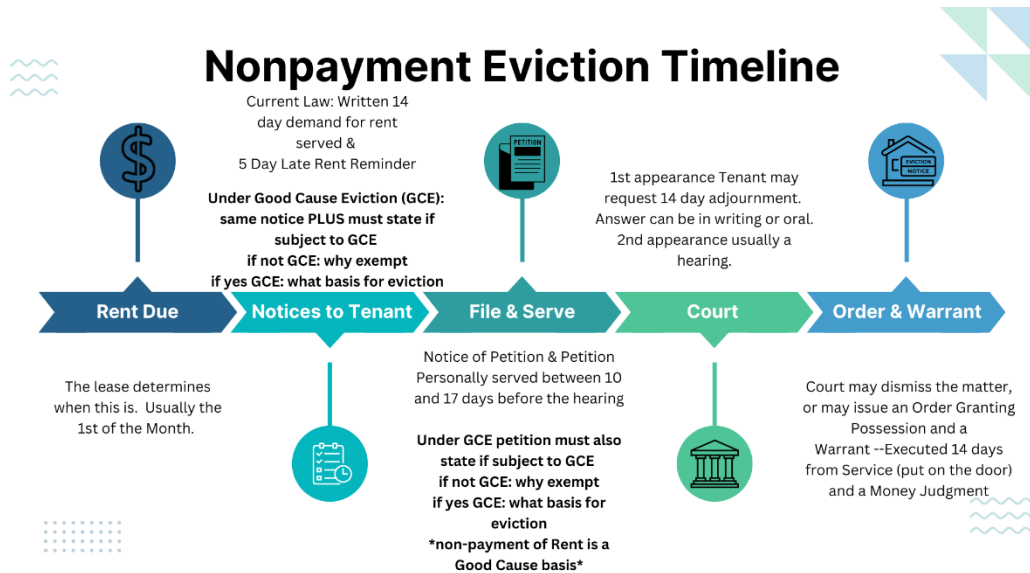 Nonpayment Eviction Timeline
Current Law: Written 14
day demand for rent
served &
5 Day Late Rent Reminder
Under Good Cause Eviction (GCE):
same notice PLUS must state if
subject to GCE
if not GCE: why exempt
if yes GCE: what basis for eviction
PETITION
1st appearance Tenant may
request 14 day adjournment.
Answer can be in writing or oral.
2nd appearance usually a
hearing.
EVICTION
NOTICE
Rent Due
Notices to Tenant
File & Serve
Court
Order & Warrant
The lease determines
when this is. Usually the
1st of the Month.
Notice of Petition & Petition
Personally served between 10
and 17 days before the hearing
Under GCE petition must also
state if subject to GCE
if not GCE: why exempt
if yes GCE: what basis for
eviction
*non-payment of Rent is a
Good Cause basis*
Court may dismiss the matter,
or may issue an Order Granting
Possession and a
Warrant --Executed 14 days
from Service (put on the door)
and a Money Judgment